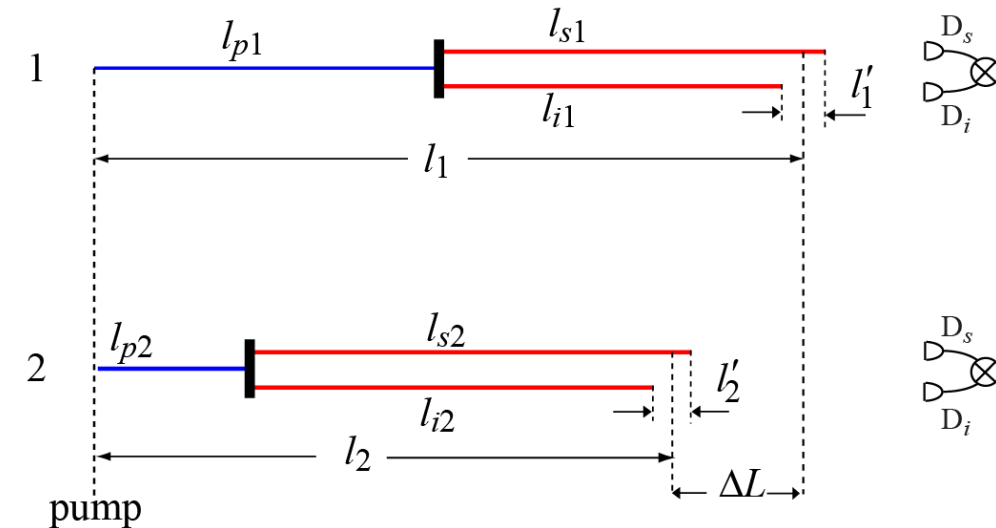 1
l_{p1}
l_{s1}
l_{i1}
l'_1
D_s
D_i
l_1
2
l_{p2}
l_{s2}
l_{i2}
l'_2
D_s
D_i
l_2
ΔL
pump